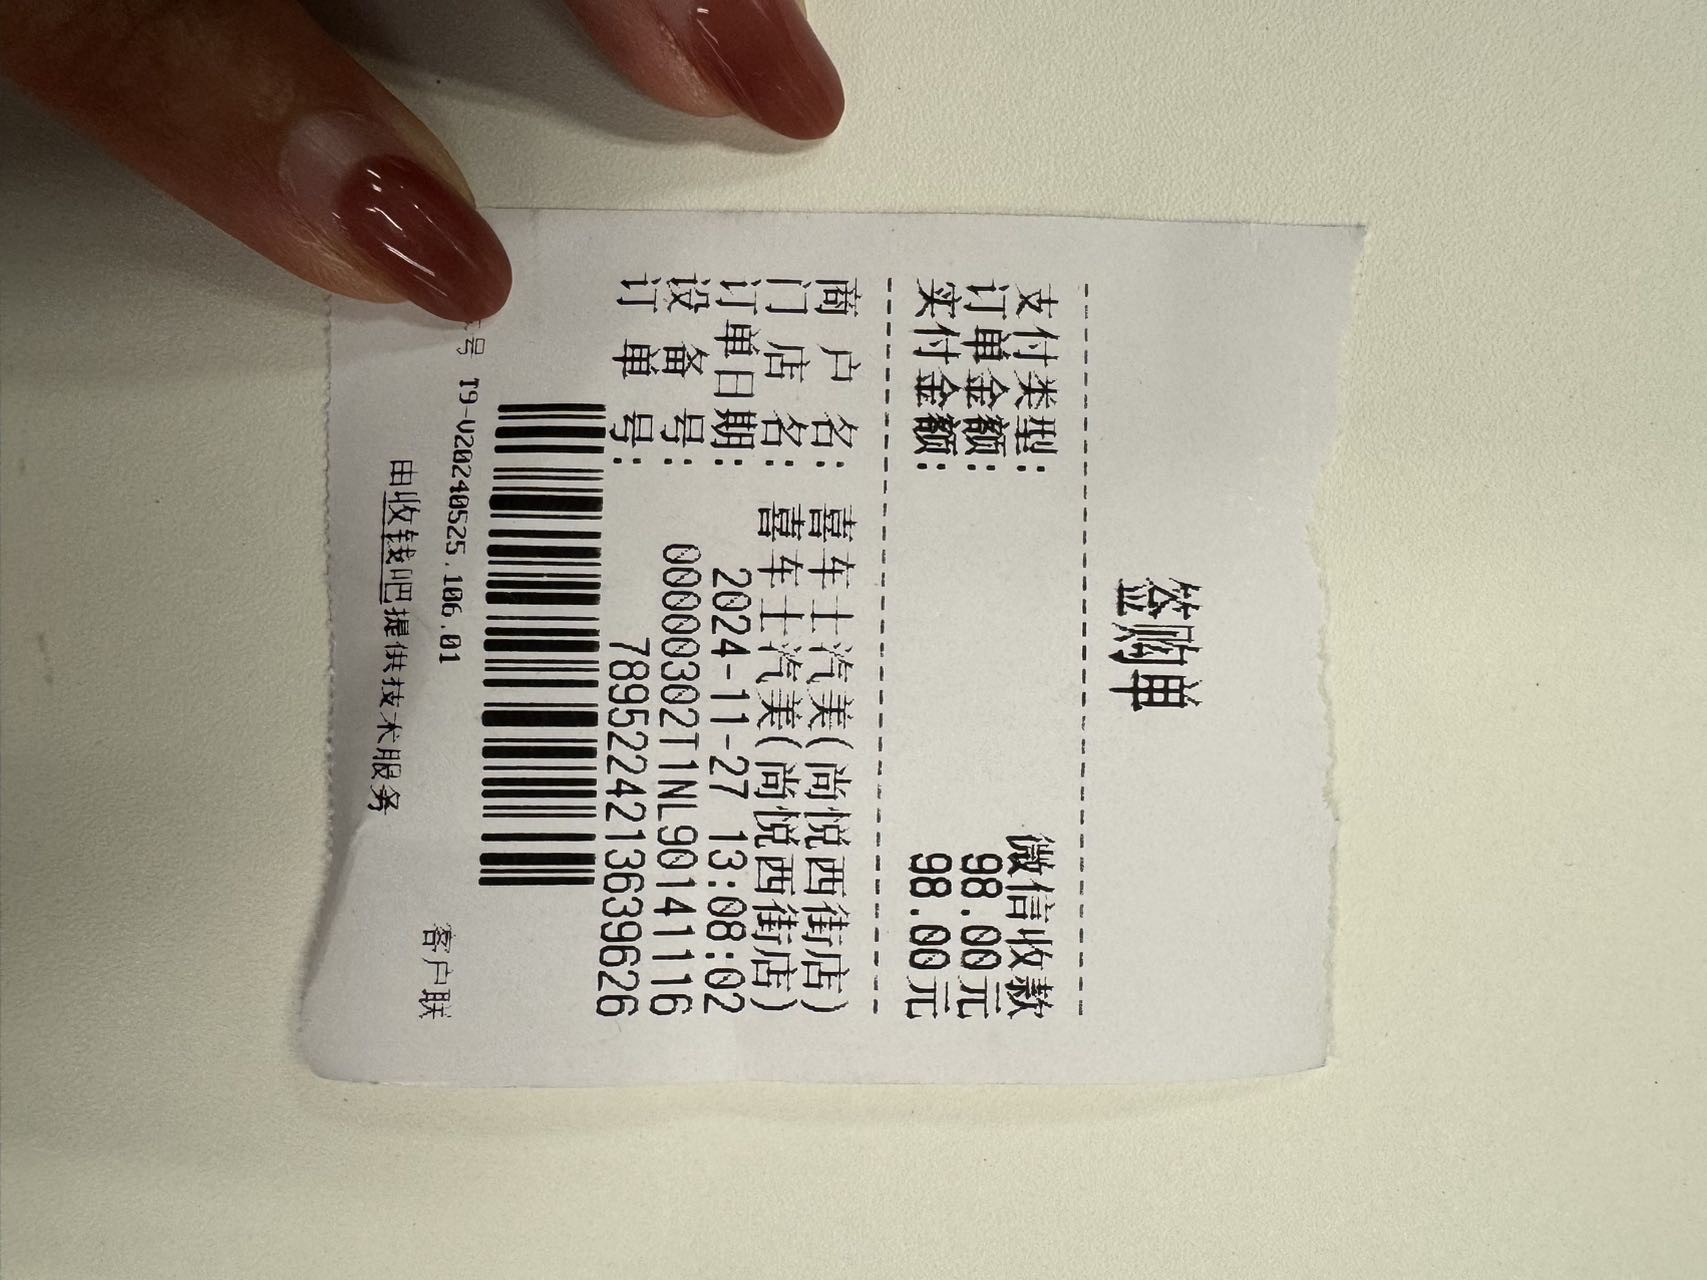 签购单
支付类型: 微信收款
订单金额: 98.00元
实付金额: 98.00元
商 户 名: 喜车士汽美(尚悦西街店)
门 店 名: 喜车士汽美(尚悦西街店)
订单日期: 2024-11-27 13:08:02
设 备 号: 00000302T1NL90141116
订 单 号: 7895224213639626
号 T9-V20240525.106.01 客户联
由收钱吧提供技术服务